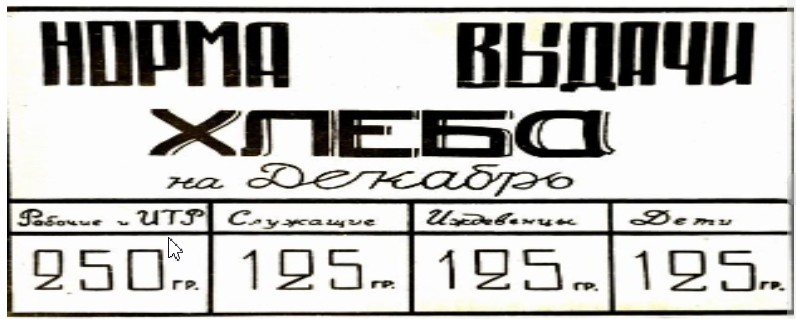 НОРМА ВЫДАЧИ
ХЛЕБА
на Декабрь
Рабочие и ИТР Служащие Иждевенцы Дети
250 гр. 125 гр. 125 гр. 125 гр.